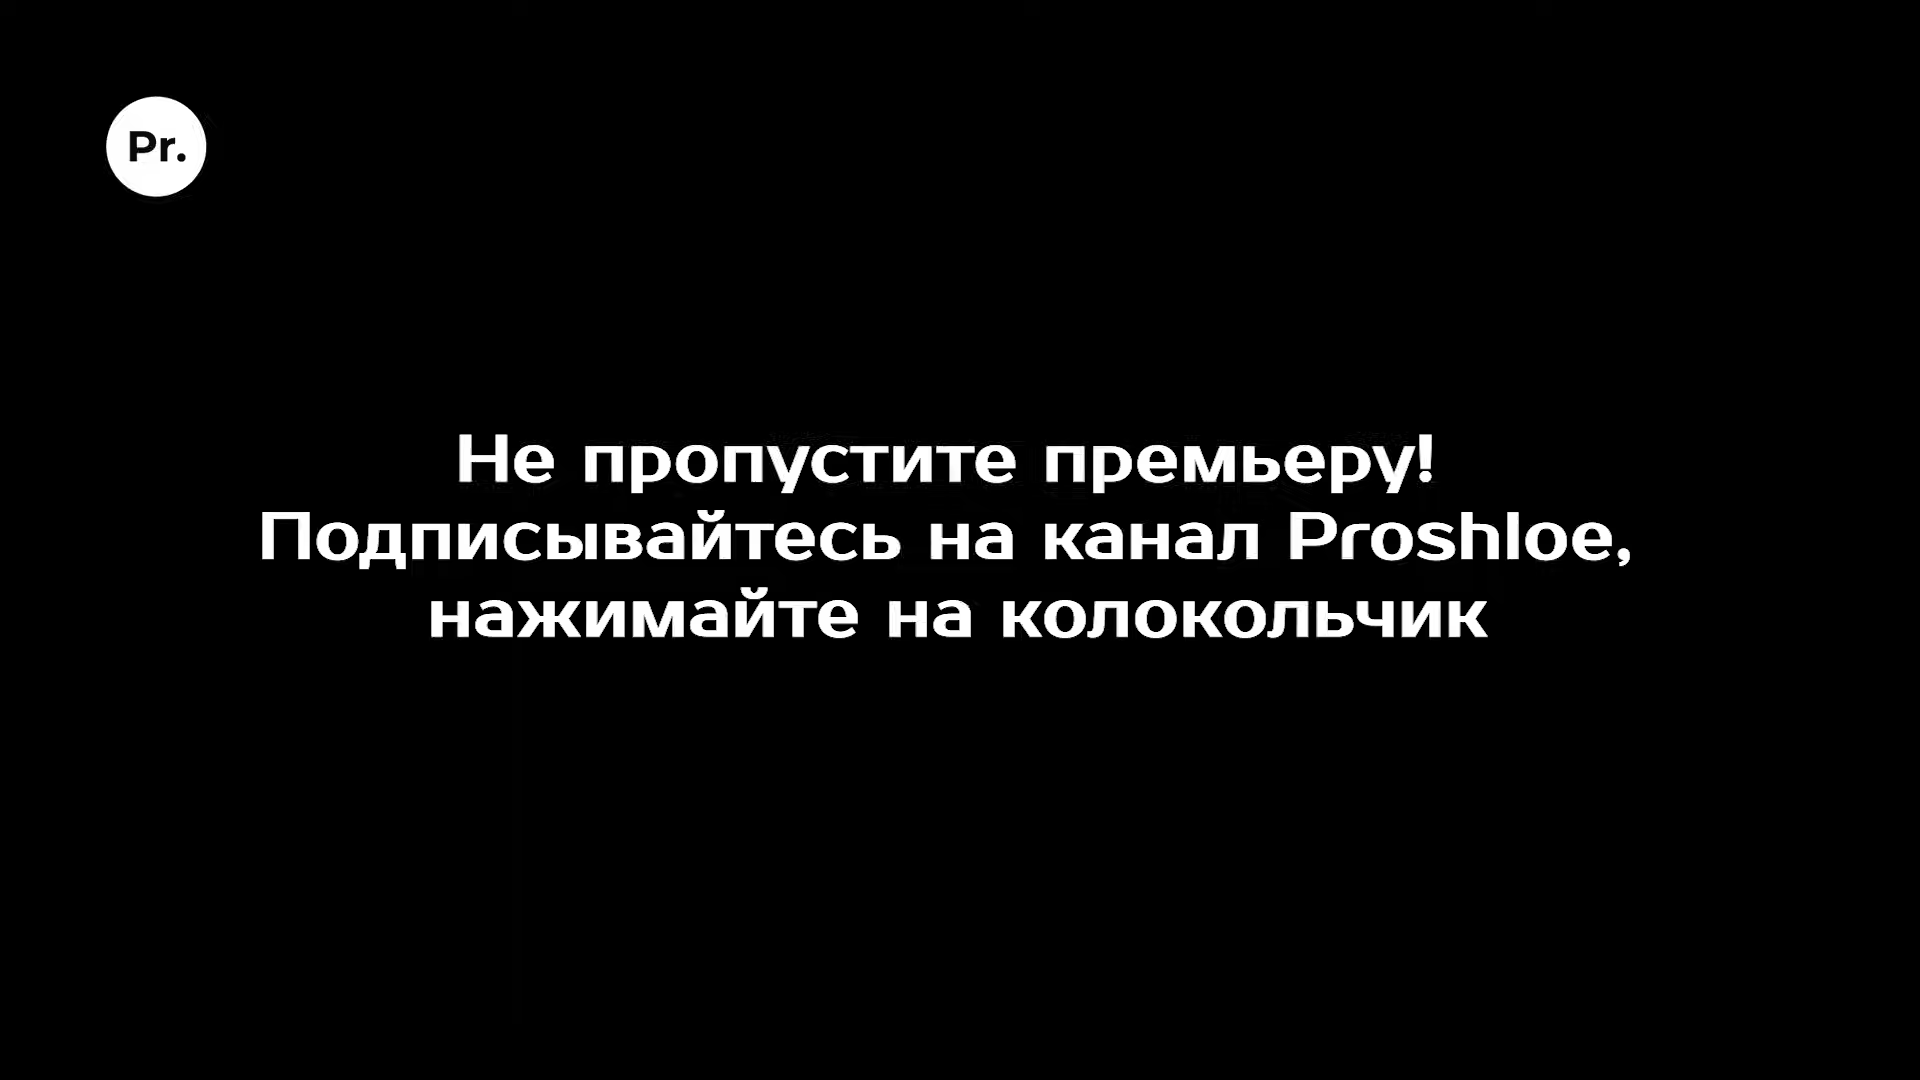 Pr.
Не пропустите премьеру!
Подписывайтесь на канал Proshloe,
нажимайте на колокольчик